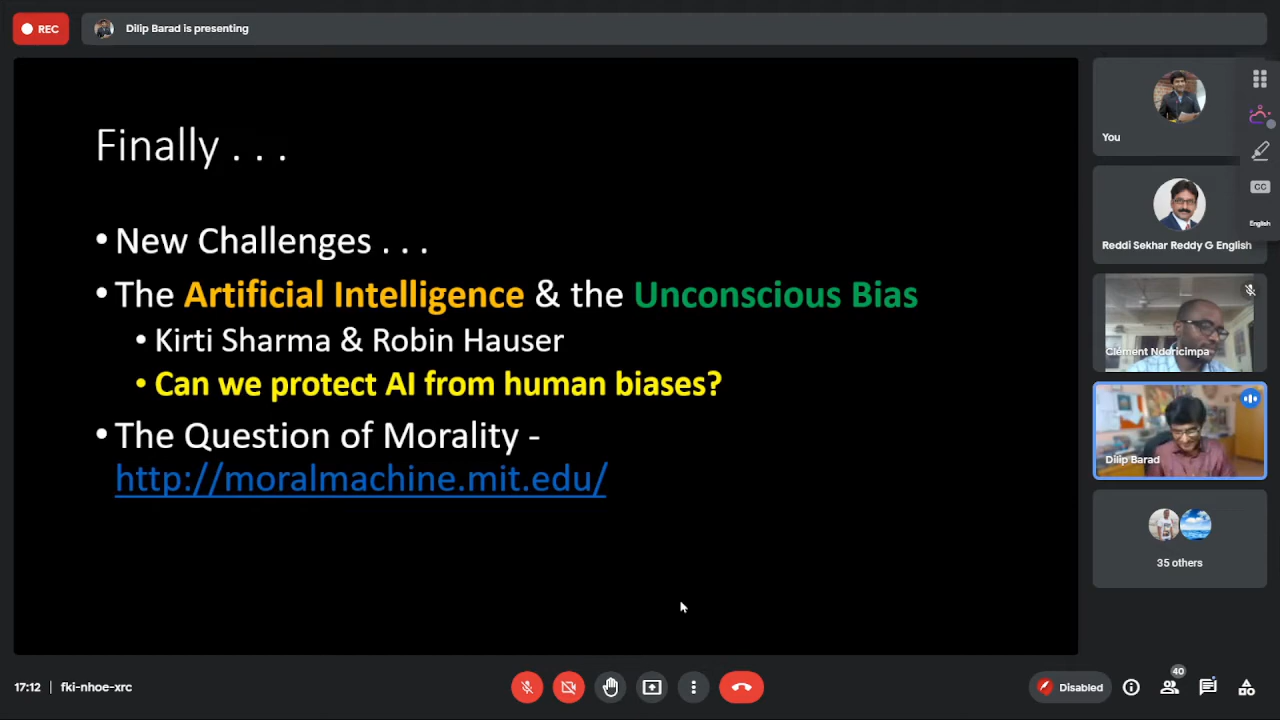 REC
Dilip Barad is presenting
Finally . . .
• New Challenges . . .
• The Artificial Intelligence & the Unconscious Bias
• Kirti Sharma & Robin Hauser
• Can we protect AI from human biases?
• The Question of Morality -
http://moralmachine.mit.edu/
You
Reddi Sekhar Reddy G English
Clément Ndoricimpa
Dilip Barad
35 others
CC
English
17:12 | fki-nhoe-xrc
Disabled
40